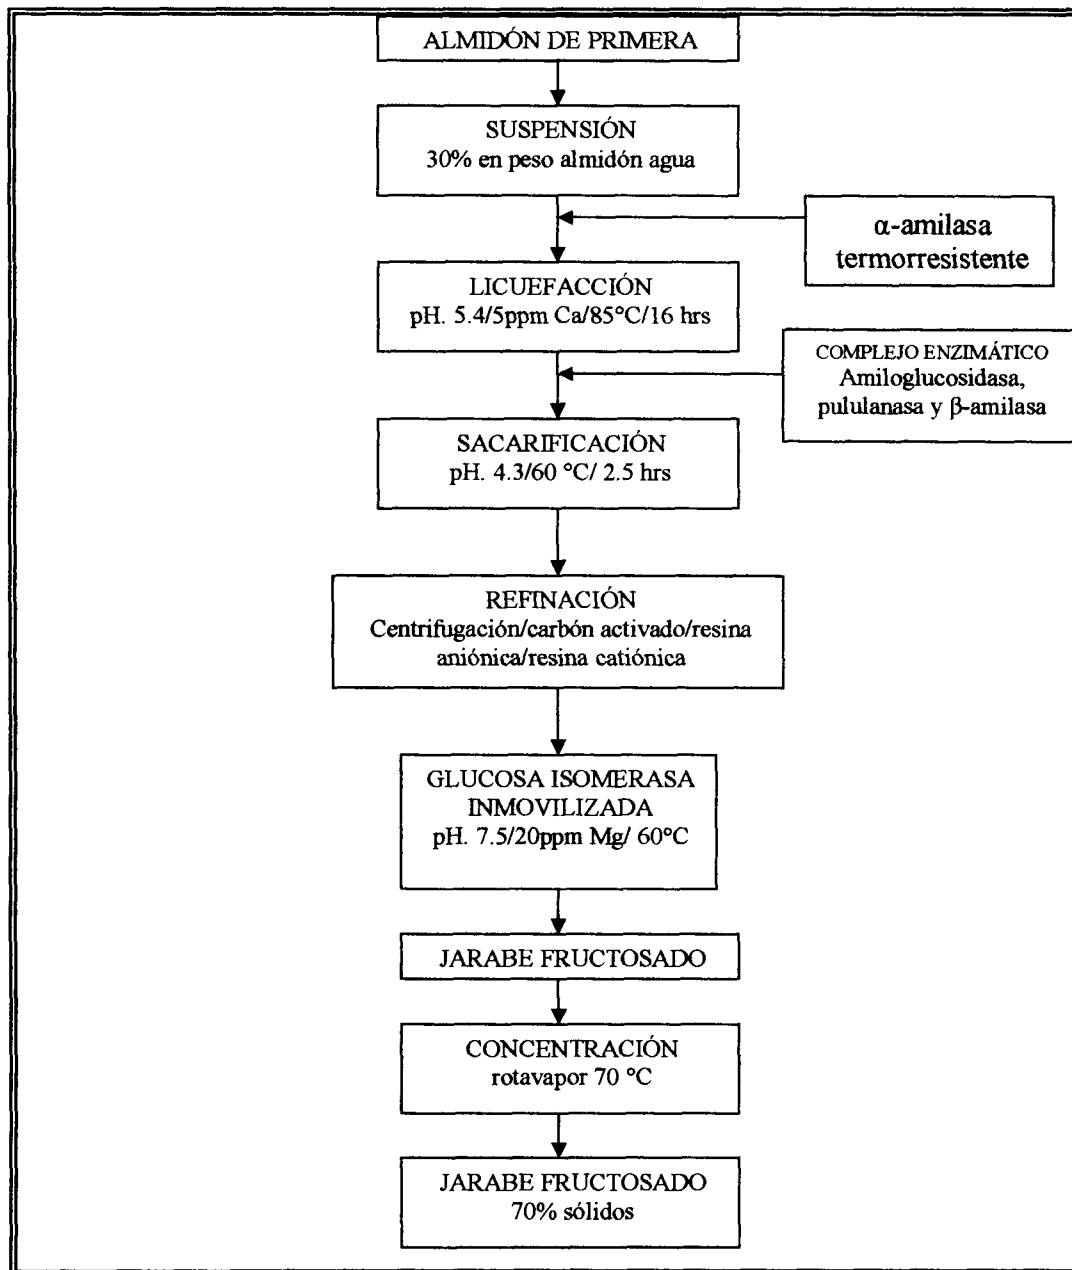 ALMIDÓN DE PRIMERA
SUSPENSIÓN
30% en peso almidón agua
α-amilasa
termorresistente
LICUEFACCIÓN
pH. 5.4/5ppm Ca/85°C/16 hrs
COMPLEJO ENZIMÁTICO
Amiloglucosidasa,
pululanasa y β-amilasa
SACARIFICACIÓN
pH. 4.3/60 °C/ 2.5 hrs
REFINACIÓN
Centrifugación/carbón activado/resina
aniónica/resina catiónica
GLUCOSA ISOMERASA
INMOVILIZADA
pH. 7.5/20ppm Mg/ 60°C
JARABE FRUCTOSADO
CONCENTRACIÓN
rotavapor 70 °C
JARABE FRUCTOSADO
70% sólidos